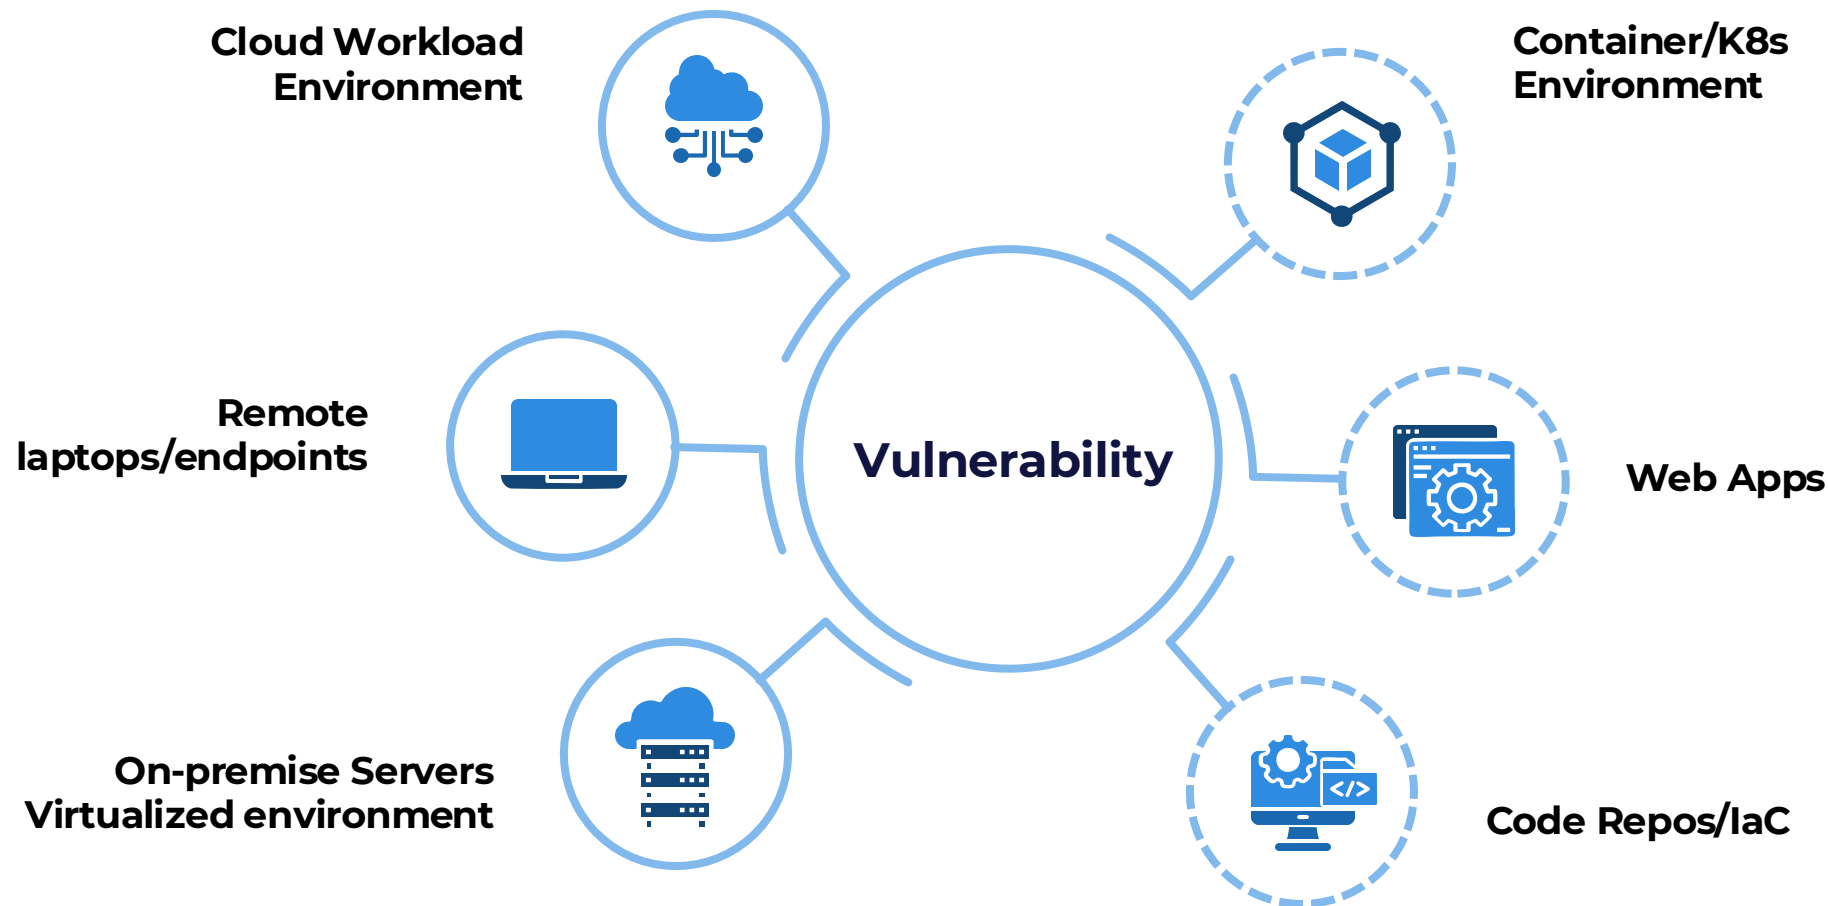 Cloud Workload
Environment
Container/K8s
Environment
Remote
laptops/endpoints
Vulnerability
Web Apps
On-premise Servers
Virtualized environment
Code Repos/IaC
</>